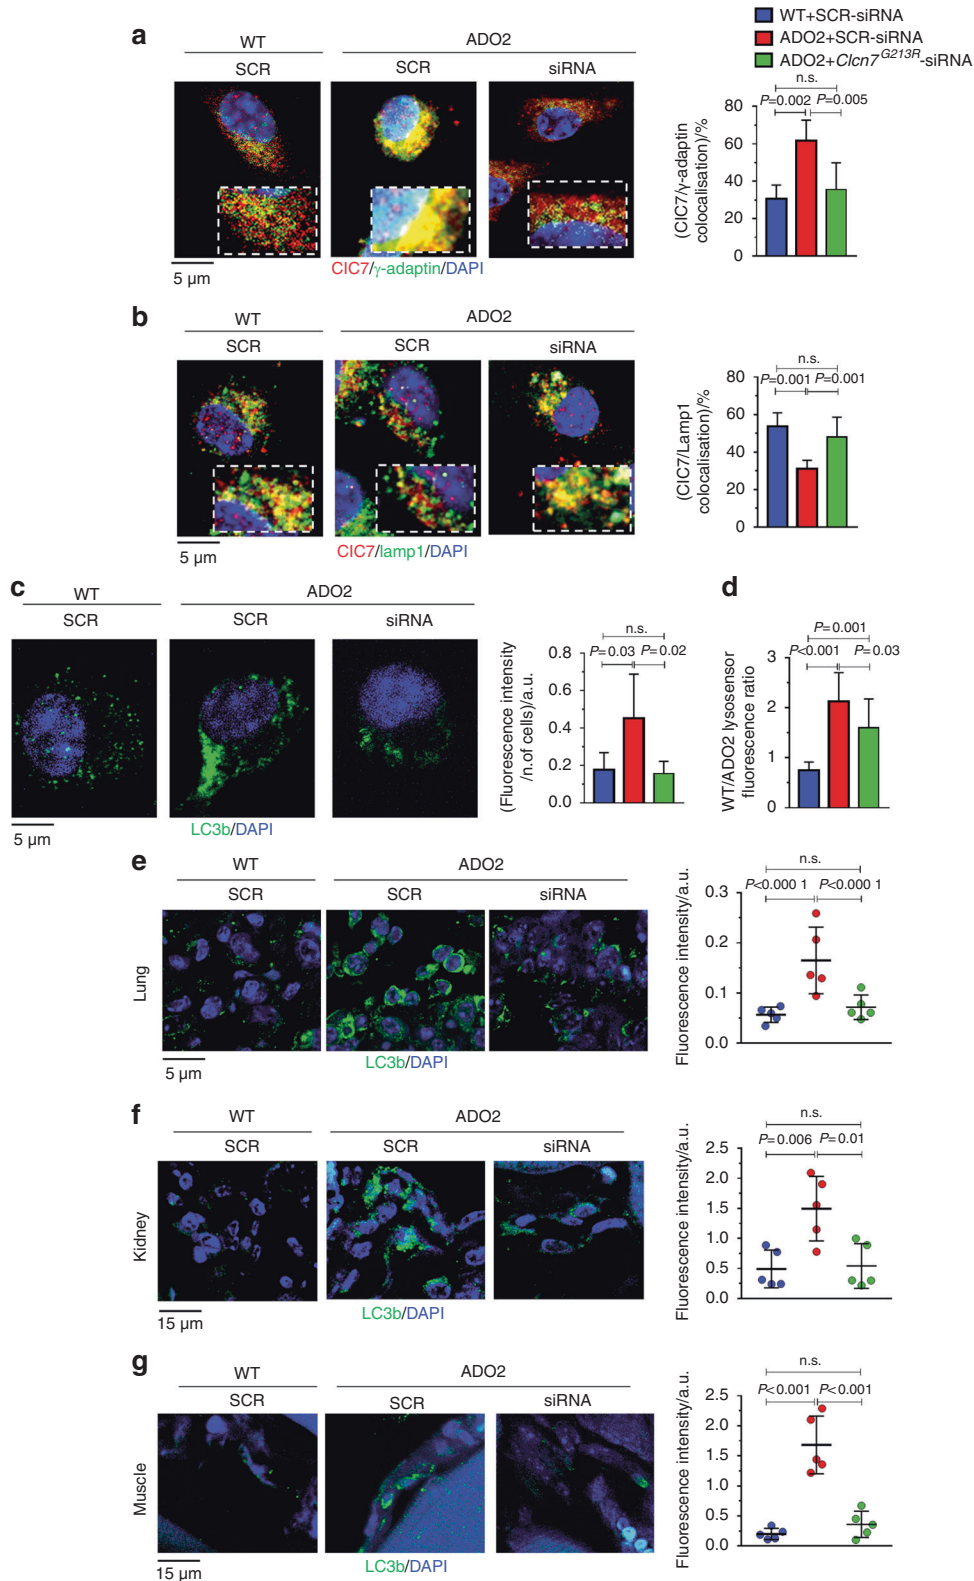 WT+SCR-siRNA
ADO2+SCR-siRNA
ADO2+Clcn7^G213R-siRNA
a
WT
ADO2
SCR
SCR
siRNA
CIC7/γ-adaptin/DAPI
5 µm
(CIC7/γ-adaptin
colocalisation)/%
n.s.
P=0.002
P=0.005
80
60
40
20
0
b
WT
ADO2
SCR
SCR
siRNA
CIC7/lamp1/DAPI
5 µm
(CIC7/Lamp1
colocalisation)/%
n.s.
P=0.001
P=0.001
80
60
40
20
0
c
WT
ADO2
SCR
SCR
siRNA
LC3b/DAPI
5 µm
(Fluorescence intensity
/n.of cells)/a.u.
n.s.
P=0.03
P=0.02
0.8
0.6
0.4
0.2
0.0
d
WT/ADO2 lysosensor
fluorescence ratio
P=0.001
P<0.001
P=0.03
3
2
1
0
e
WT
ADO2
SCR
SCR
siRNA
Lung
LC3b/DAPI
5 µm
Fluorescence intensity/a.u.
n.s.
P<0.000 1
P<0.000 1
0.3
0.2
0.1
0.0
f
WT
ADO2
SCR
SCR
siRNA
Kidney
LC3b/DAPI
15 µm
Fluorescence intensity/a.u.
n.s.
P=0.006
P=0.01
2.5
2.0
1.5
1.0
0.5
0.0
g
WT
ADO2
SCR
SCR
siRNA
Muscle
LC3b/DAPI
15 µm
Fluorescence intensity/a.u.
n.s.
P<0.001
P<0.001
2.5
2.0
1.5
1.0
0.5
0.0